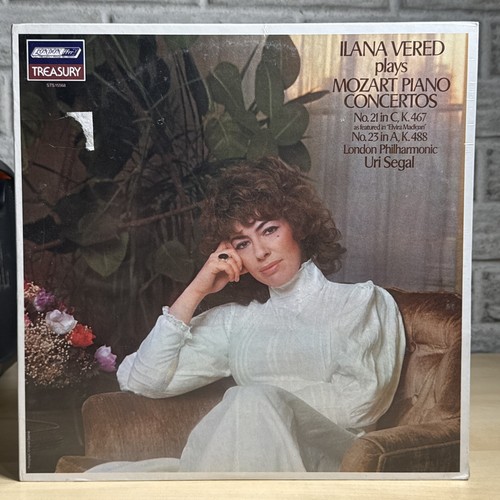 LONDON
TREASURY
ILANA VERED
plays
MOZART PIANO
CONCERTOS
No. 21 in C, K. 467
as featured in 'Elvira Madigan'
No. 23 in A, K. 488
London Philharmonic
Uri Segal